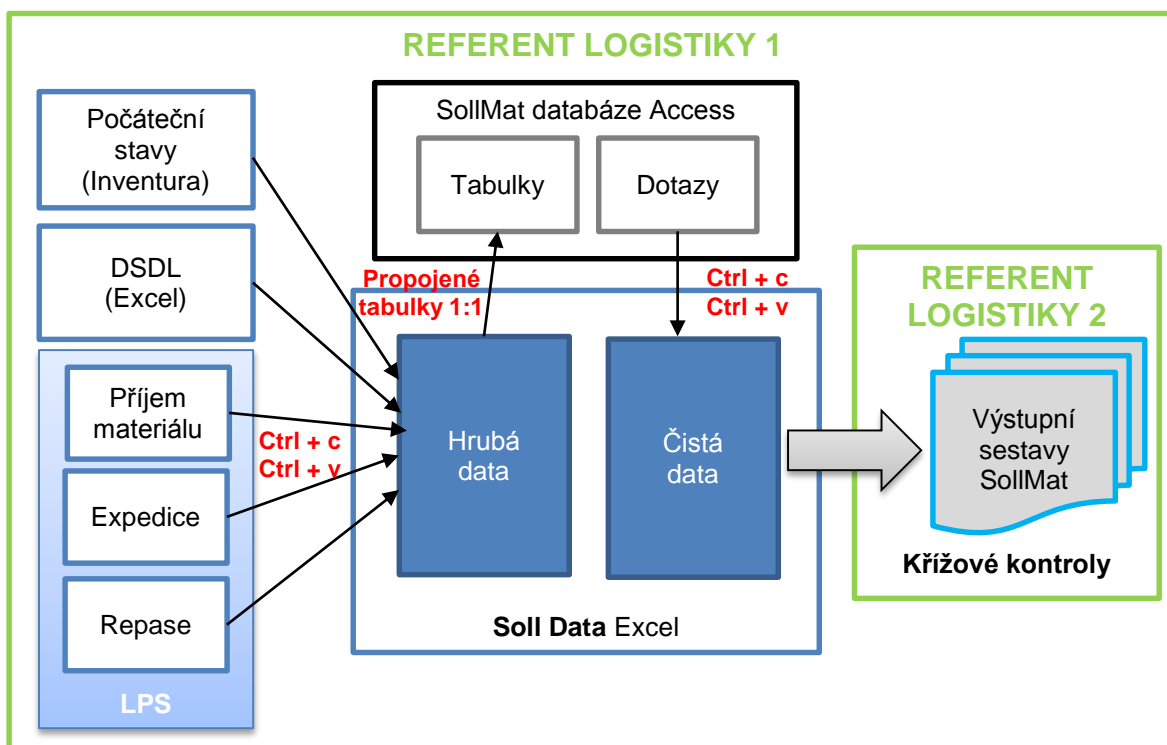 REFERENT LOGISTIKY 1
Počáteční
stavy
(Inventura)
DSDL
(Excel)
Příjem
materiálu
Expedice
Repase
LPS
Ctrl + c
Ctrl + v
SollMat databáze Access
Tabulky
Dotazy
Propojené
tabulky 1:1
Ctrl + c
Ctrl + v
Hrubá
data
Čistá
data
Soll Data Excel
REFERENT
LOGISTIKY 2
Výstupní
sestavy
SollMat
Křížové kontroly